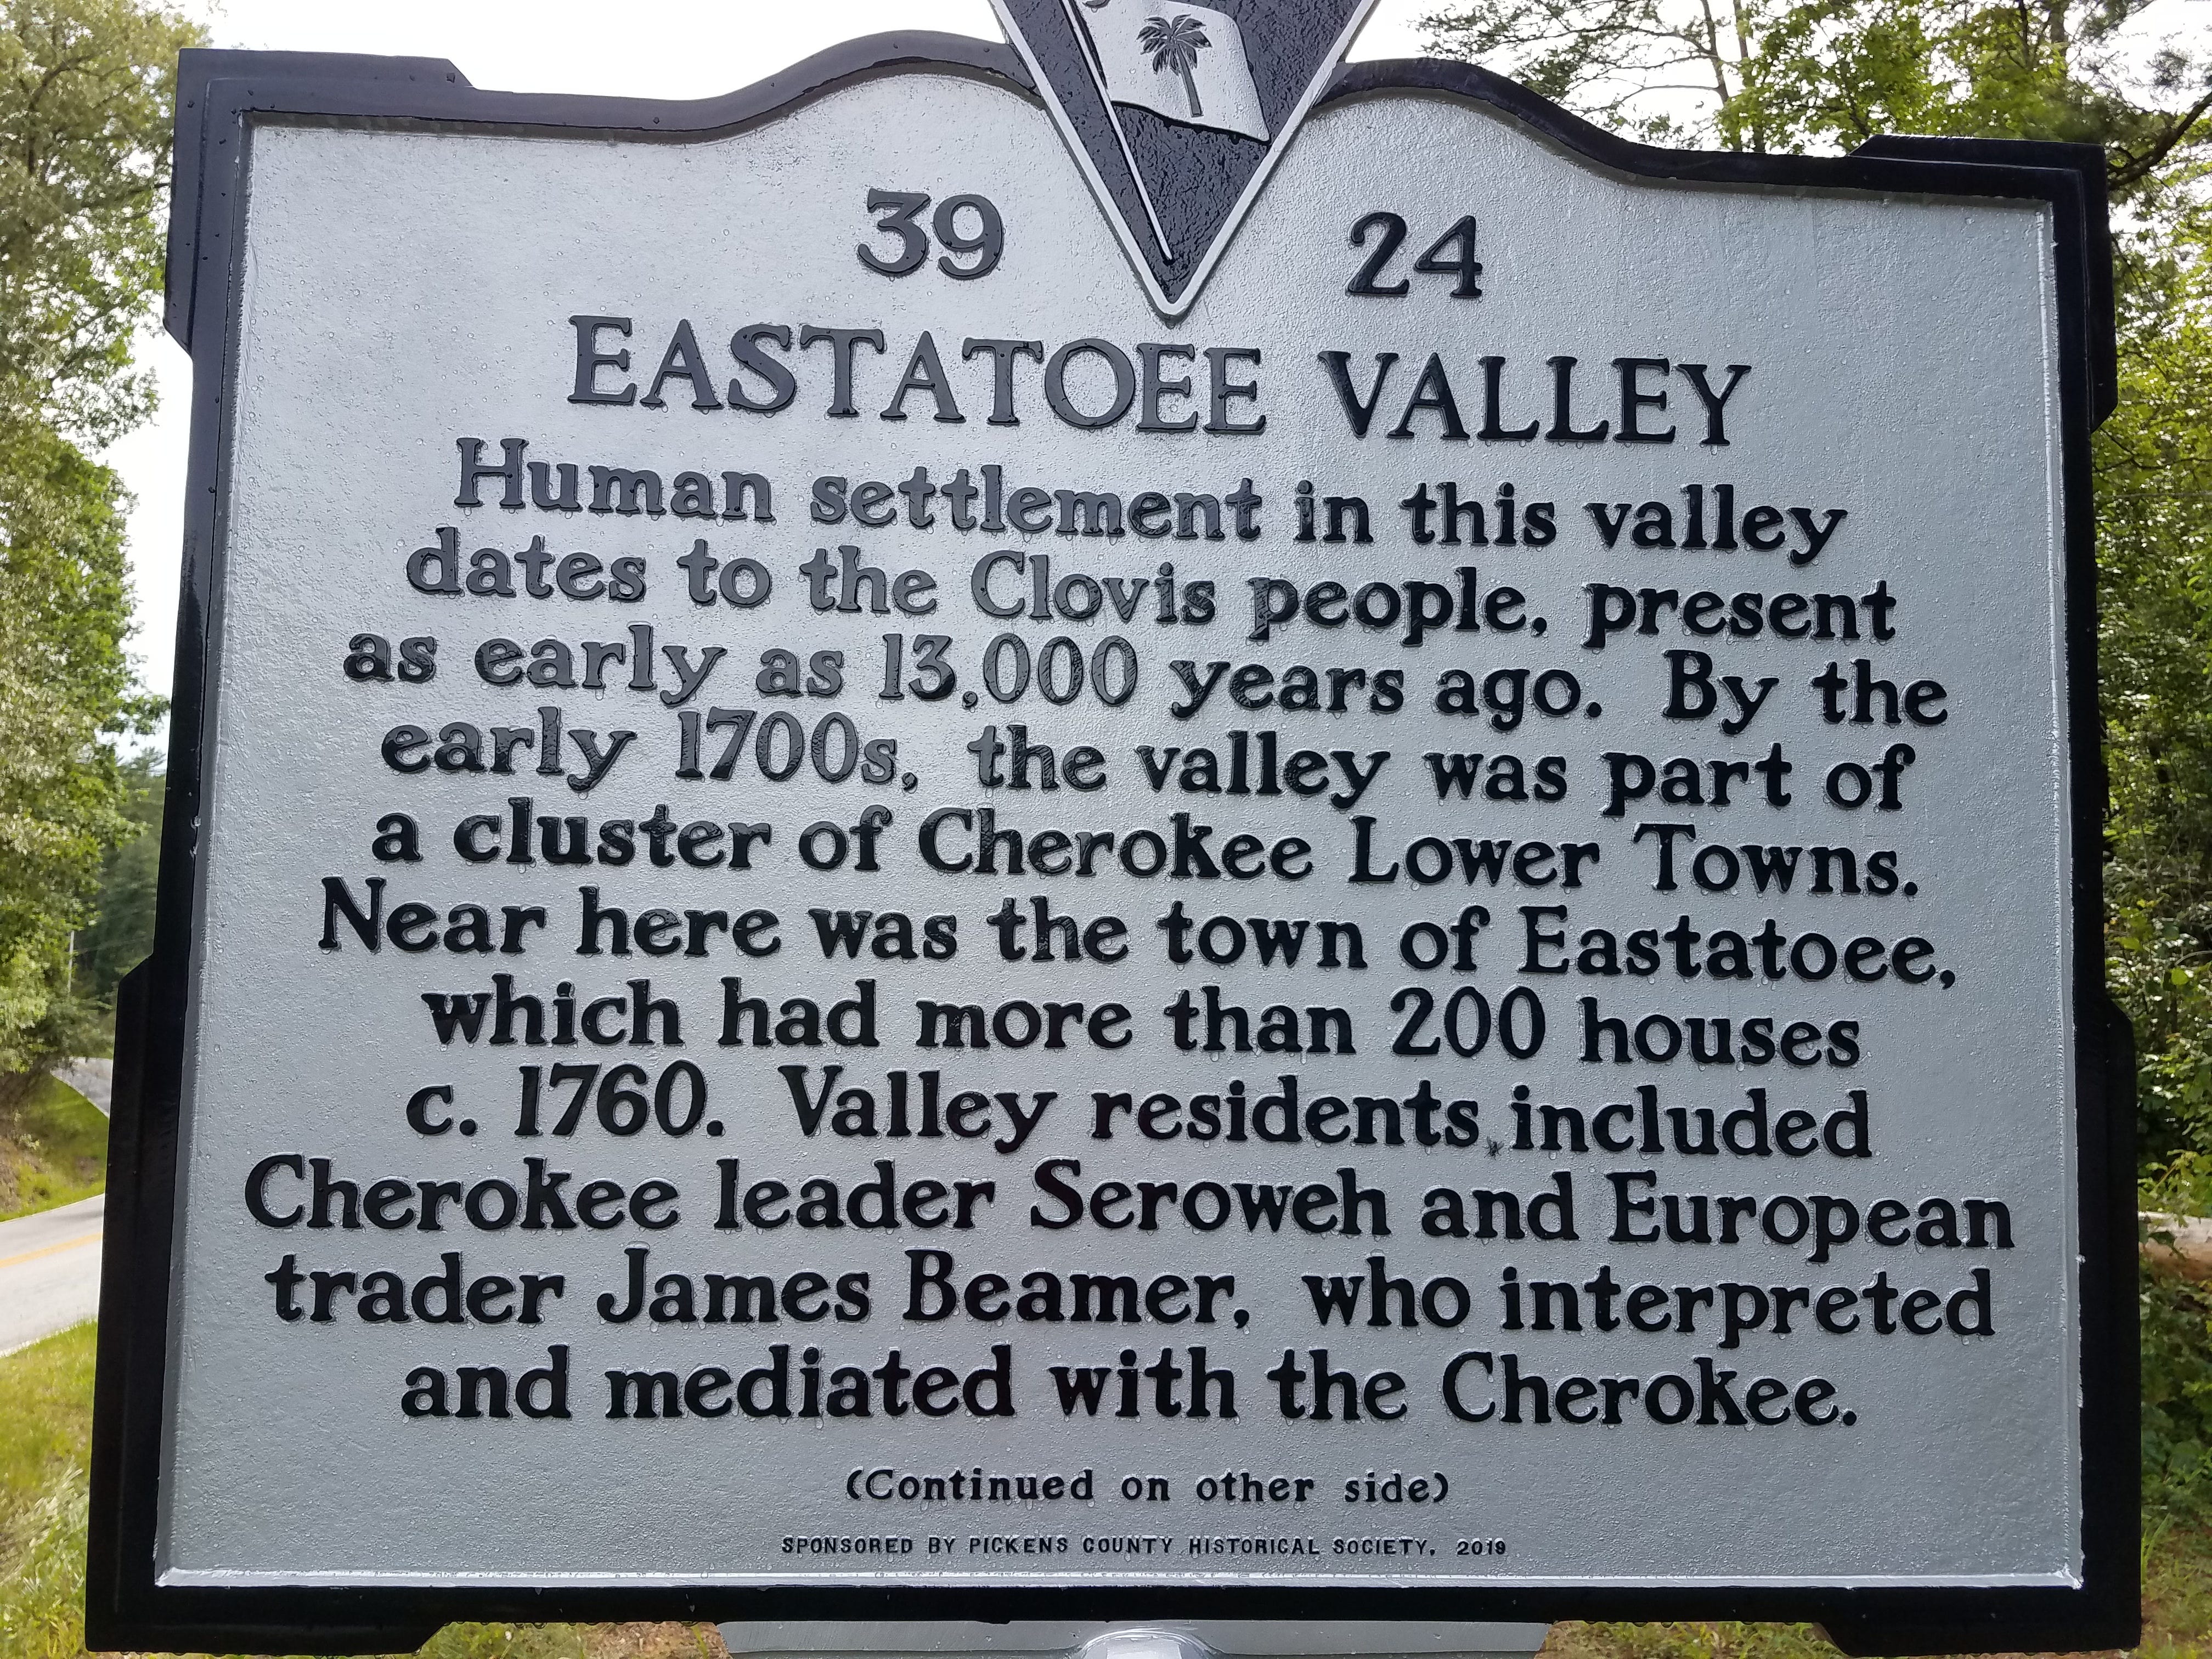 39 24
EASTATOEE VALLEY
Human settlement in this valley
dates to the Clovis people, present
as early as 13,000 years ago. By the
early 1700s, the valley was part of
a cluster of Cherokee Lower Towns.
Near here was the town of Eastatoee,
which had more than 200 houses
c. 1760. Valley residents included
Cherokee leader Seroweh and European
trader James Beamer, who interpreted
and mediated with the Cherokee.
(Continued on other side)
SPONSORED BY PICKENS COUNTY HISTORICAL SOCIETY, 2019